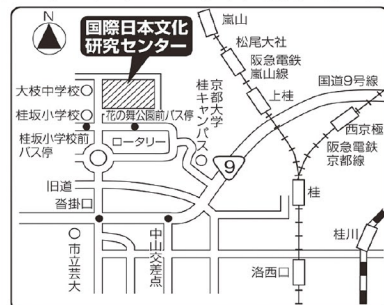 N
国際日本文化
研究センター
嵐山
松尾大社
阪急電鉄
嵐山線
国道9号線
上桂
大枝中学校
桂坂小学校
花の舞公園前バス停
京都大学
桂キャンパス
桂坂小学校前
バス停
ロータリー
西京極
阪急電鉄
京都線
9
旧道
桂
沓掛口
市立芸大
中山交差点
桂川
洛西口